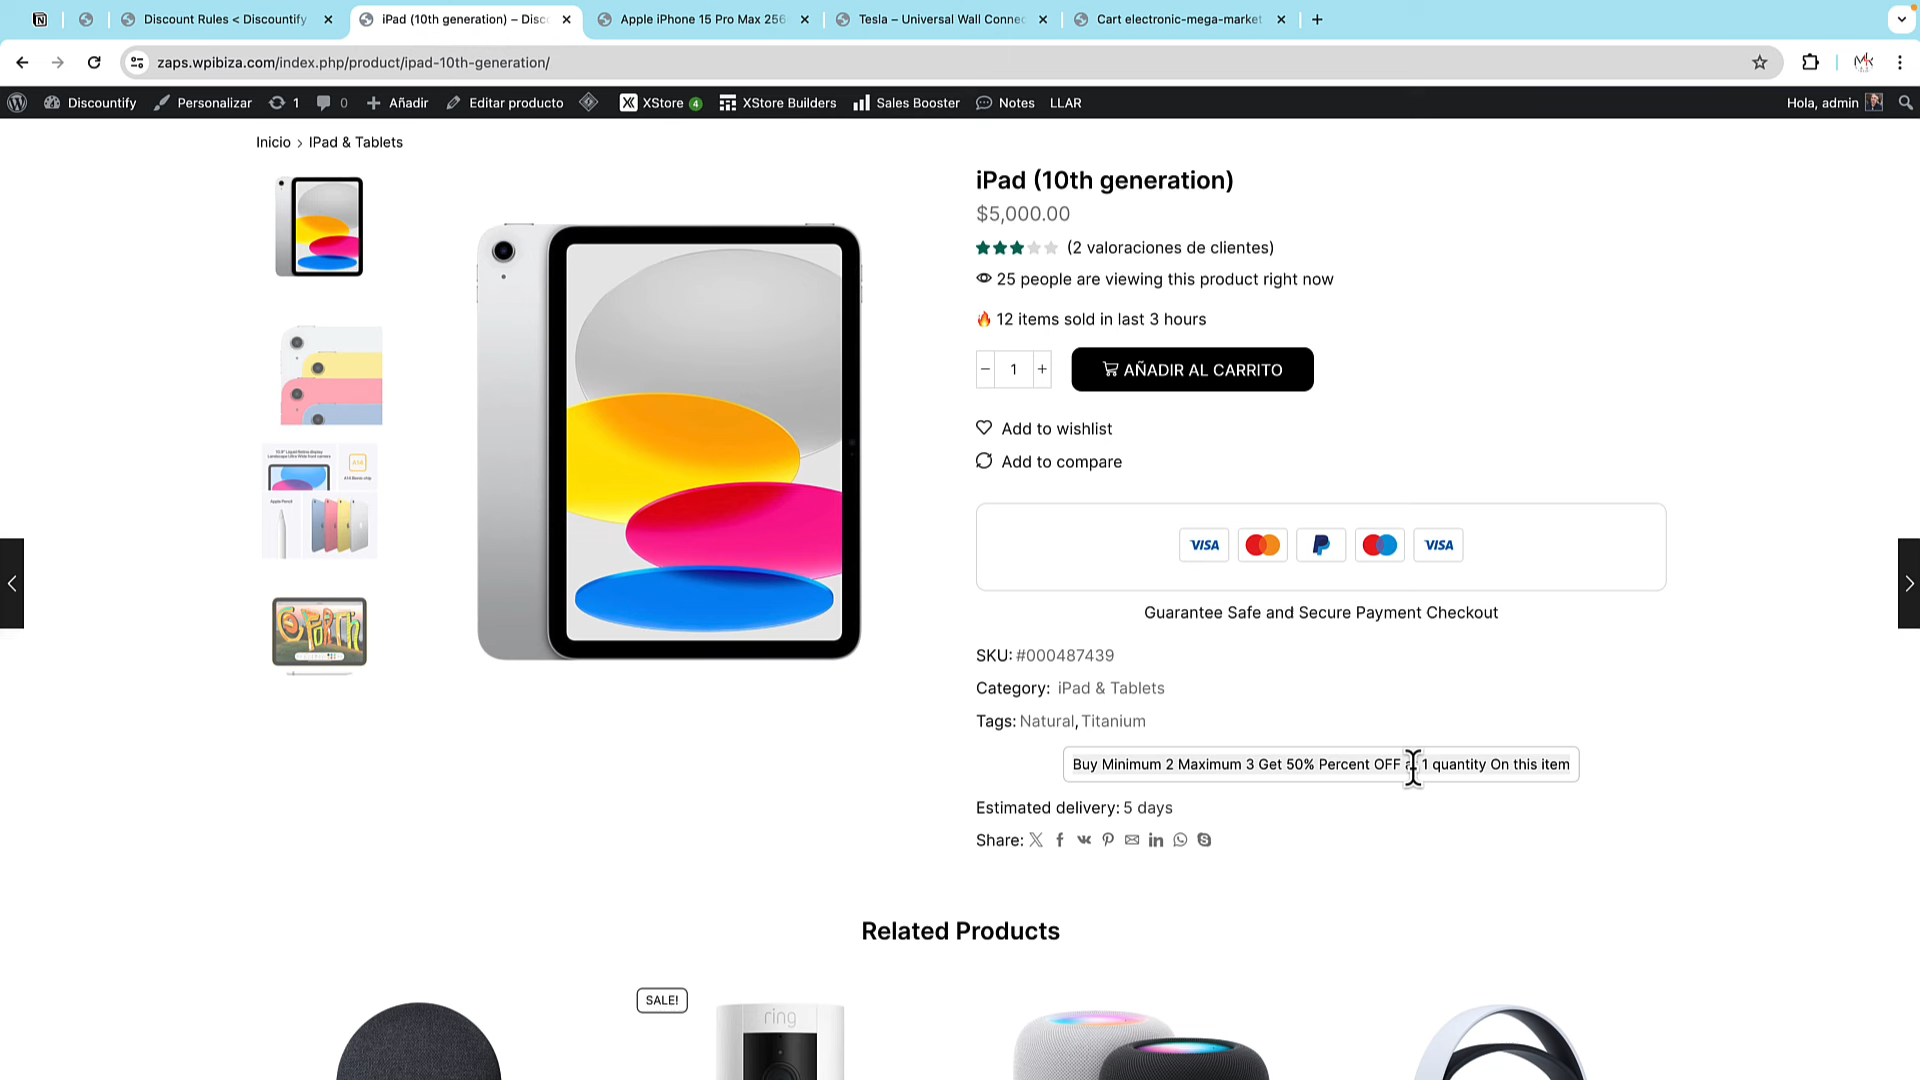 Discount Rules < Discountify
iPad (10th generation) – Disc
Apple iPhone 15 Pro Max 256
Tesla – Universal Wall Connec
Cart electronic-mega-market
zaps.wpibiza.com/index.php/product/ipad-10th-generation/
Discountify
Personalizar
1
0
Añadir
Editar producto
XStore 4
XStore Builders
Sales Booster
Notes
LLAR
Hola, admin
Inicio > IPad & Tablets
iPad (10th generation)
$5,000.00
(2 valoraciones de clientes)
25 people are viewing this product right now
12 items sold in last 3 hours
− 1 +
AÑADIR AL CARRITO
Add to wishlist
Add to compare
VISA
VISA
Guarantee Safe and Secure Payment Checkout
SKU: #000487439
Category: iPad & Tablets
Tags: Natural, Titanium
Buy Minimum 2 Maximum 3 Get 50% Percent OFF 1 quantity On this item
Estimated delivery: 5 days
Share:
Related Products
SALE!
ring